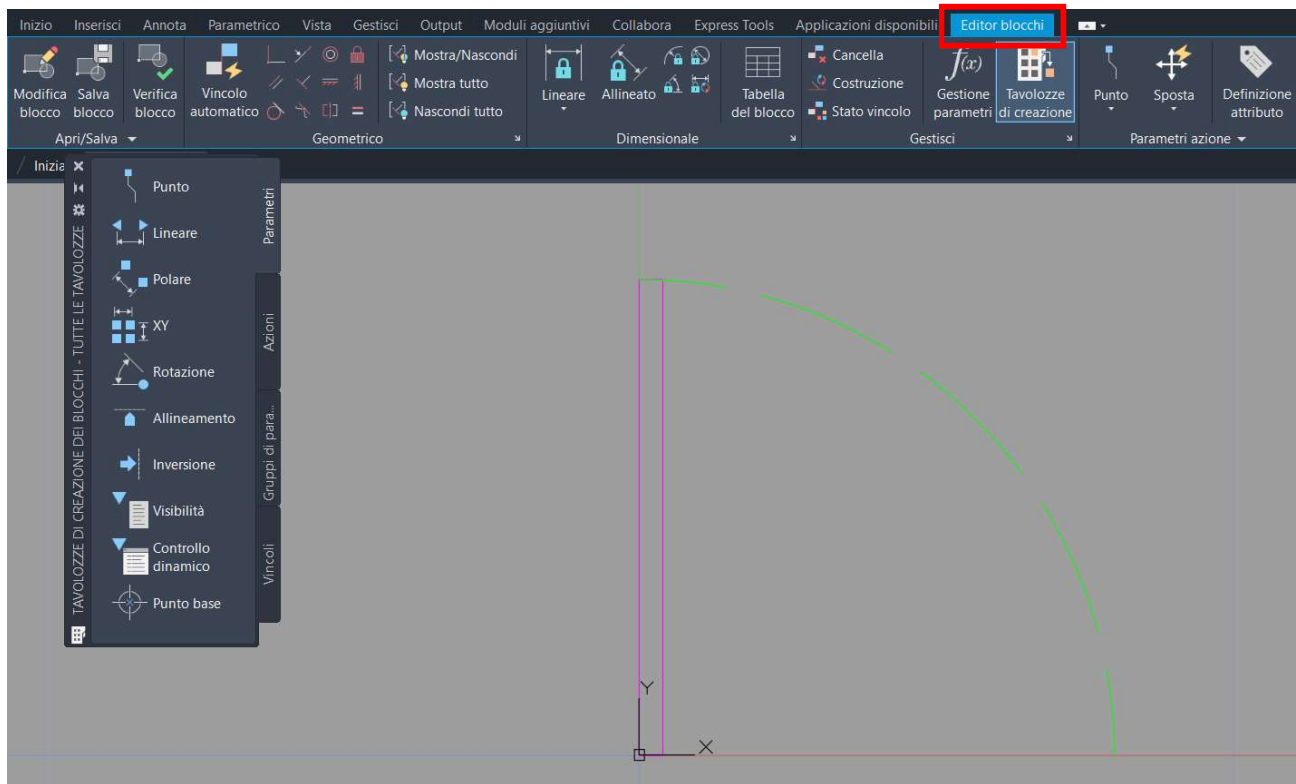 Inizio Inserisci Annota Parametrico Vista Gestisci Output Moduli aggiuntivi Collabora Express Tools Applicazioni disponibili Editor blocchi
Modifica blocco
Salva blocco
Verifica blocco
Vincolo automatico
Mostra/Nascondi
Mostra tutto
Nascondi tutto
Lineare
Allineato
Tabella del blocco
Cancella
Costruzione
Stato vincolo
f(x)
Gestione parametri
Tavolozze di creazione
Punto
Sposta
Definizione attributo
Apri/Salva
Geometrico
Dimensionale
Gestisci
Parametri azione
Inizia
Punto
Lineare
Polare
XY
Rotazione
Allineamento
Inversione
Visibilità
Controllo
dinamico
Punto base
Parametri
Azioni
Gruppi di para...
Vincoli
TAVOLOZZE DI CREAZIONE DEI BLOCCHI - TUTTE LE TAVOLOZZE
Y
X